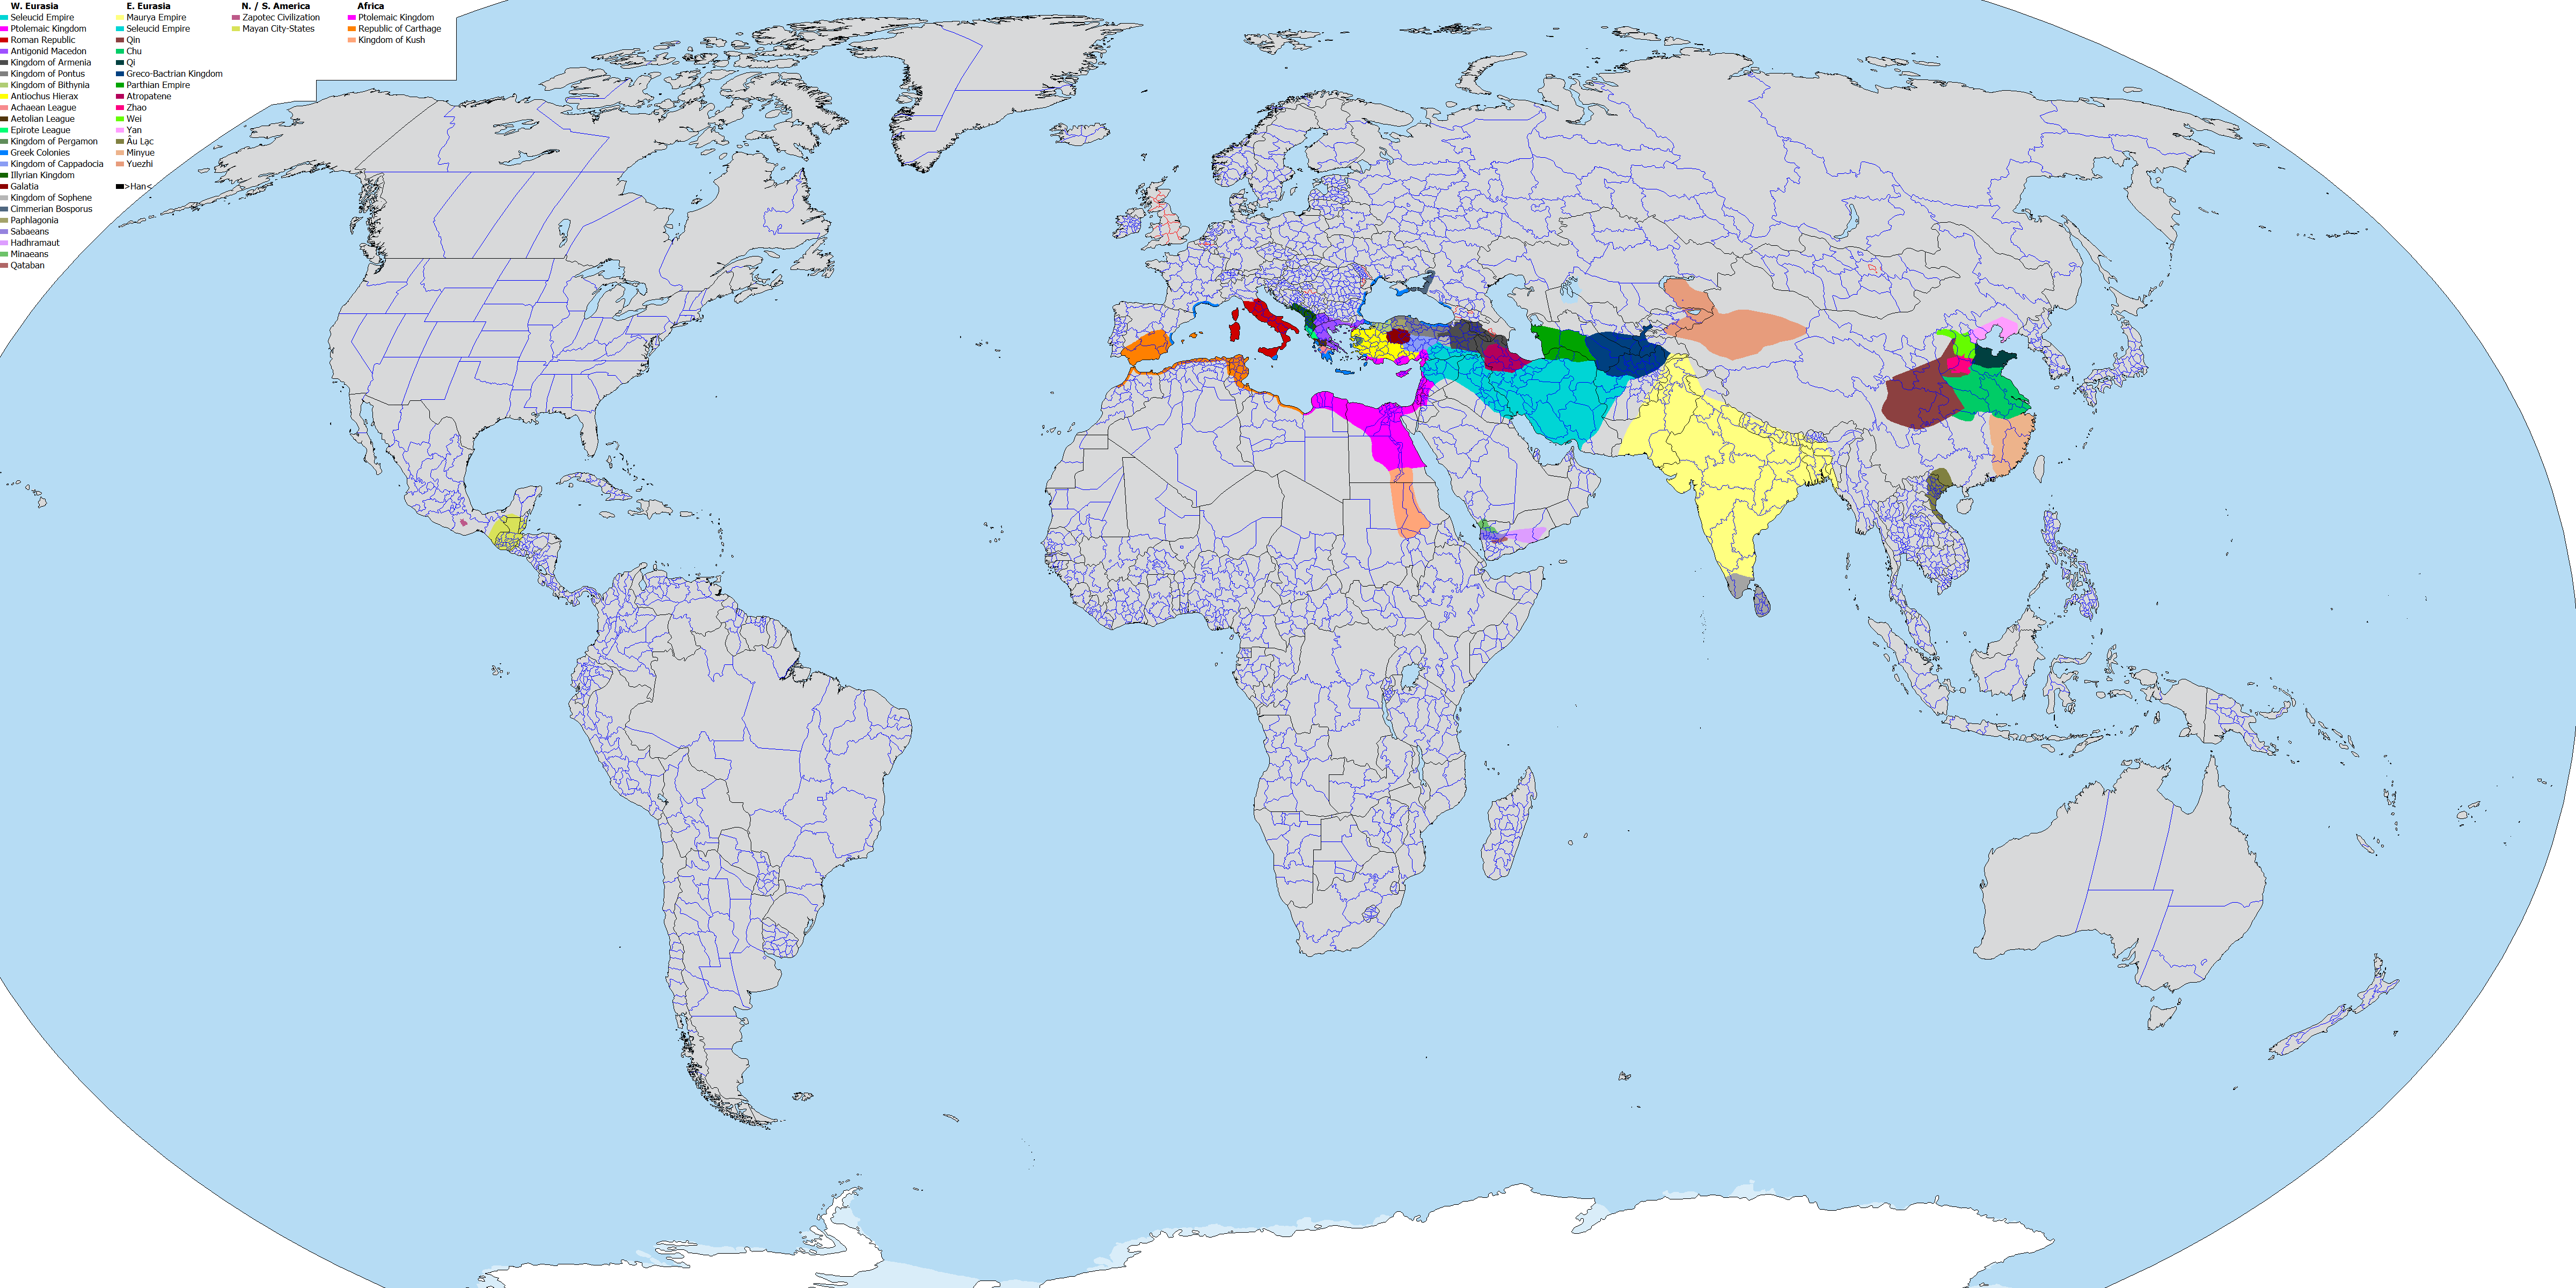 W. Eurasia
Seleucid Empire
Ptolemaic Kingdom
Roman Republic
Antigonid Macedon
Kingdom of Armenia
Kingdom of Pontus
Kingdom of Bithynia
Antiochus Hierax
Achaean League
Aetolian League
Epirote League
Kingdom of Pergamon
Greek Colonies
Kingdom of Cappadocia
Illyrian Kingdom
Galatia
Kingdom of Sophene
Cimmerian Bosporus
Paphlagonia
Sabaeans
Hadhramaut
Minaeans
Qataban
E. Eurasia
Maurya Empire
Seleucid Empire
Qin
Chu
Qi
Greco-Bactrian Kingdom
Parthian Empire
Atropatene
Zhao
Wei
Yan
Âu Lạc
Minyue
Yuezhi
>Han<
N. / S. America
Zapotec Civilization
Mayan City-States
Africa
Ptolemaic Kingdom
Republic of Carthage
Kingdom of Kush